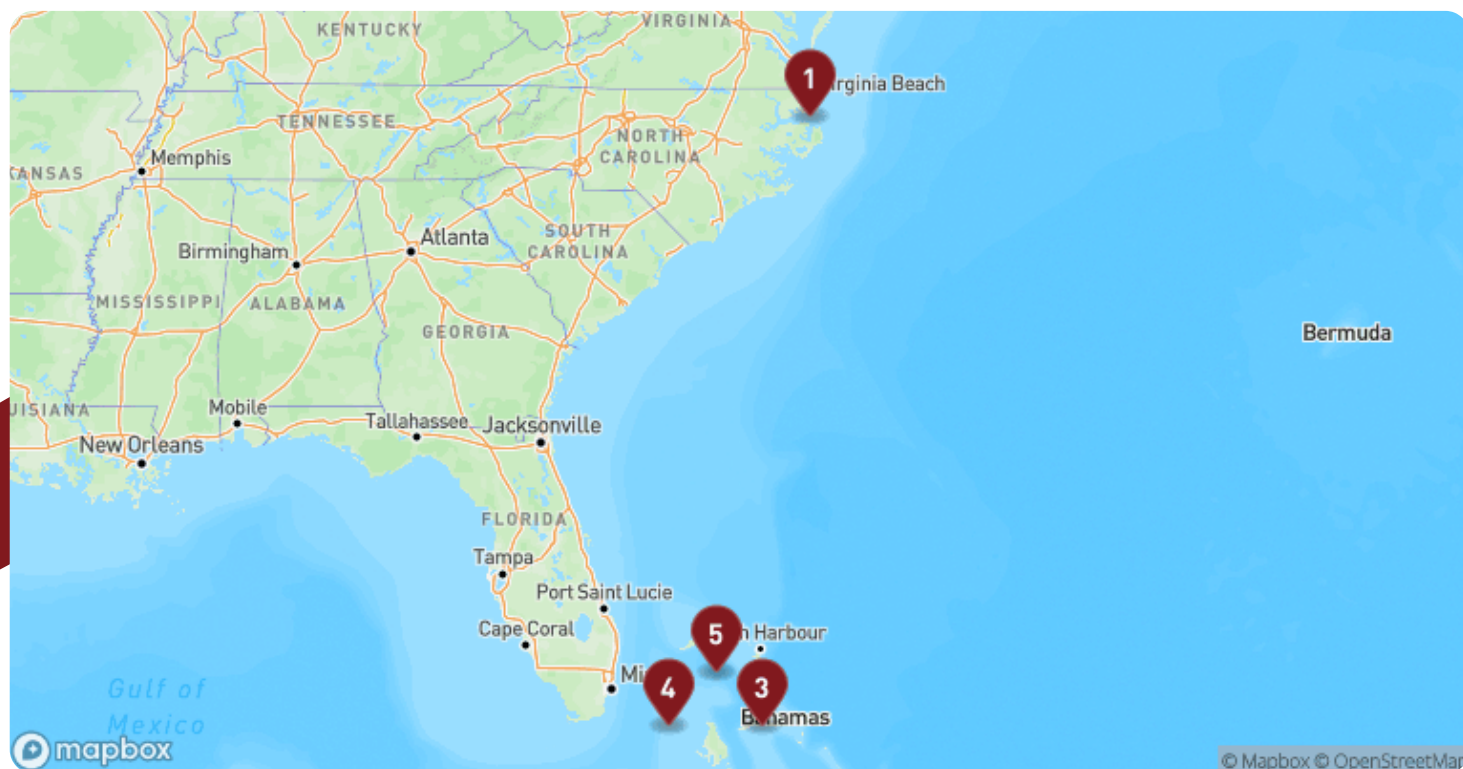 KENTUCKY
VIRGINIA
1
rginia Beach
TENNESSEE
NORTH
CAROLINA
Memphis
KANSAS
SOUTH
CAROLINA
Atlanta
Birmingham
MISSISSIPPI
ALABAMA
GEORGIA
Bermuda
UISIANA
Mobile
Tallahassee
Jacksonville
New Orleans
FLORIDA
Tampa
Port Saint Lucie
Cape Coral
5
h Harbour
Mi
4
3
Bahamas
Gulf of
Mexico
mapbox
© Mapbox © OpenStreetMap